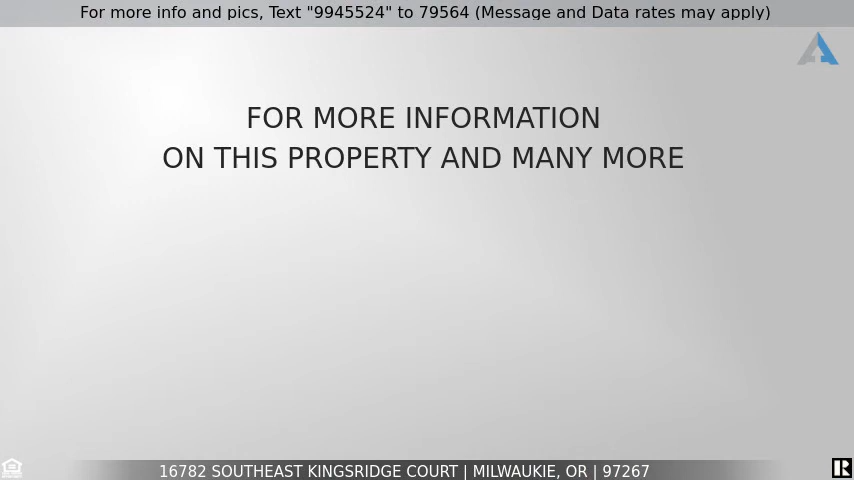 For more info and pics, Text "9945524" to 79564 (Message and Data rates may apply)
FOR MORE INFORMATION
ON THIS PROPERTY AND MANY MORE
16782 SOUTHEAST KINGSRIDGE COURT | MILWAUKIE, OR | 97267